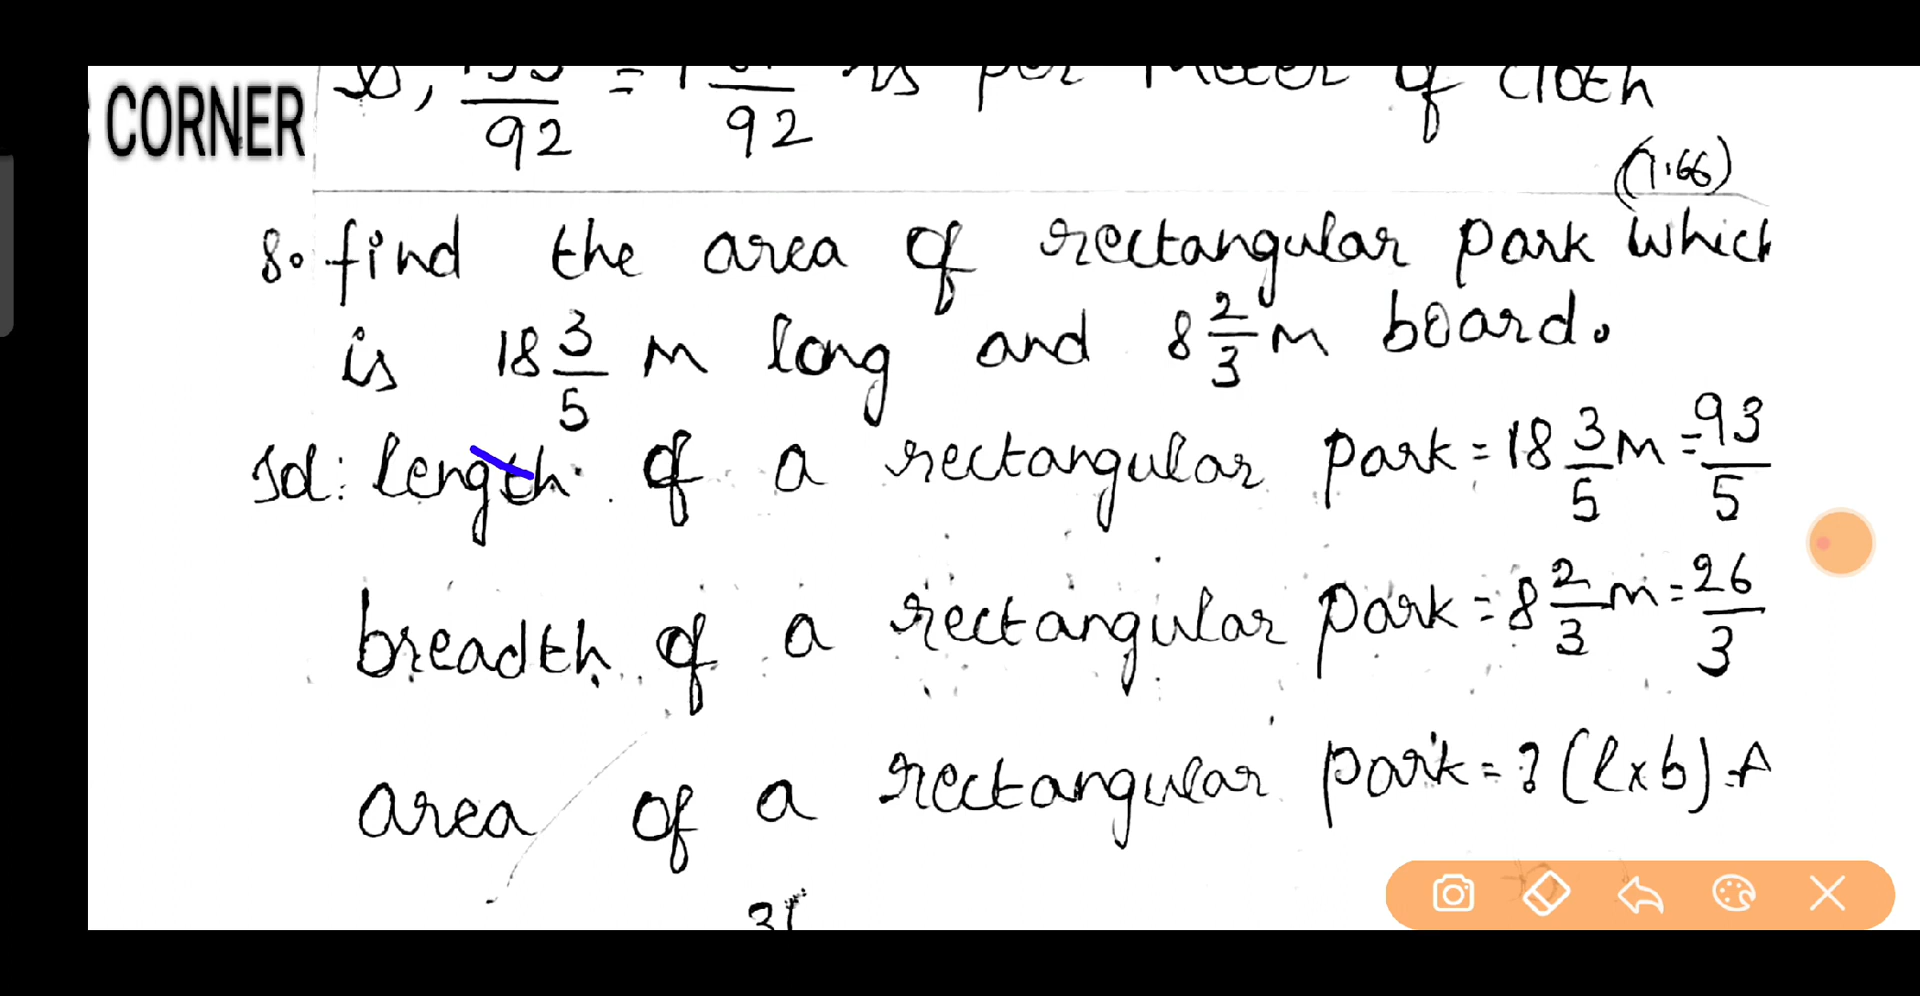 CORNER
So, = is per meter of cloth
92 92
(1.66)
8. find the area of rectangular park which
is 18 3/5 m long and 8 2/3 m board.
Sol: length of a rectangular park = 18 3/5 m = 93/5
breadth of a rectangular park = 8 2/3 m = 26/3
area of a rectangular park = ? (l x b) = A
31